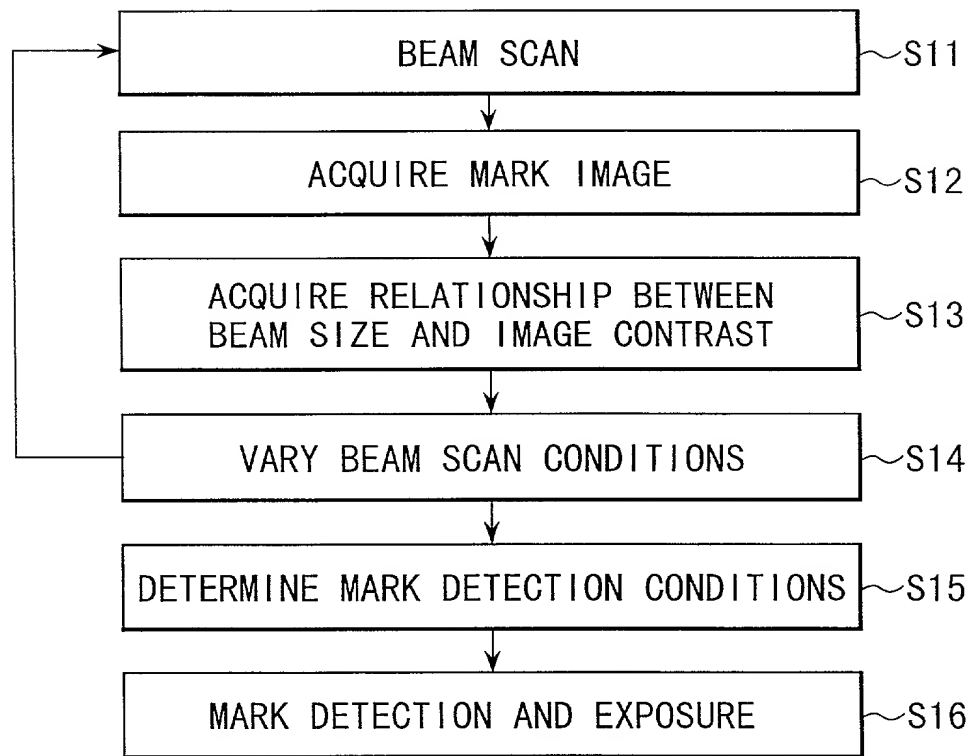 BEAM SCAN
S11
ACQUIRE MARK IMAGE
S12
ACQUIRE RELATIONSHIP BETWEEN
BEAM SIZE AND IMAGE CONTRAST
S13
VARY BEAM SCAN CONDITIONS
S14
DETERMINE MARK DETECTION CONDITIONS
S15
MARK DETECTION AND EXPOSURE
S16